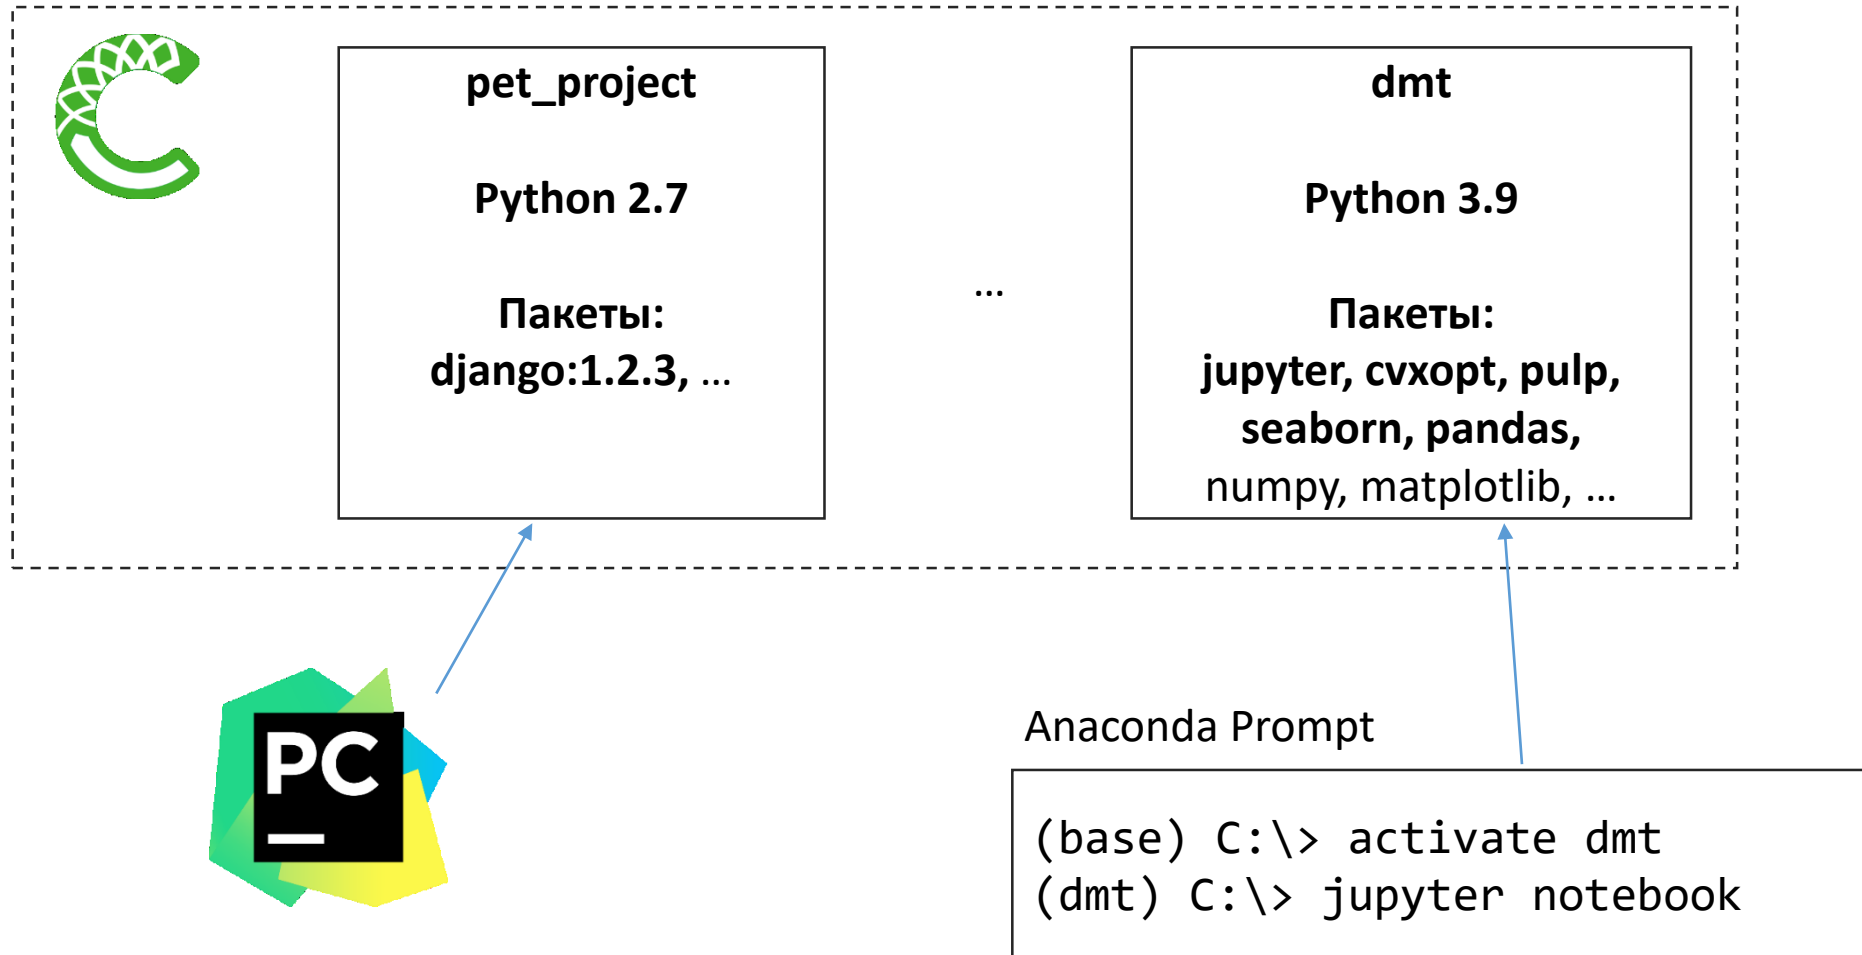 pet_project
Python 2.7
Пакеты:
django:1.2.3, ...
...
dmt
Python 3.9
Пакеты:
jupyter, cvxopt, pulp,
seaborn, pandas,
numpy, matplotlib, ...
PC
Anaconda Prompt
(base) C:\> activate dmt
(dmt) C:\> jupyter notebook